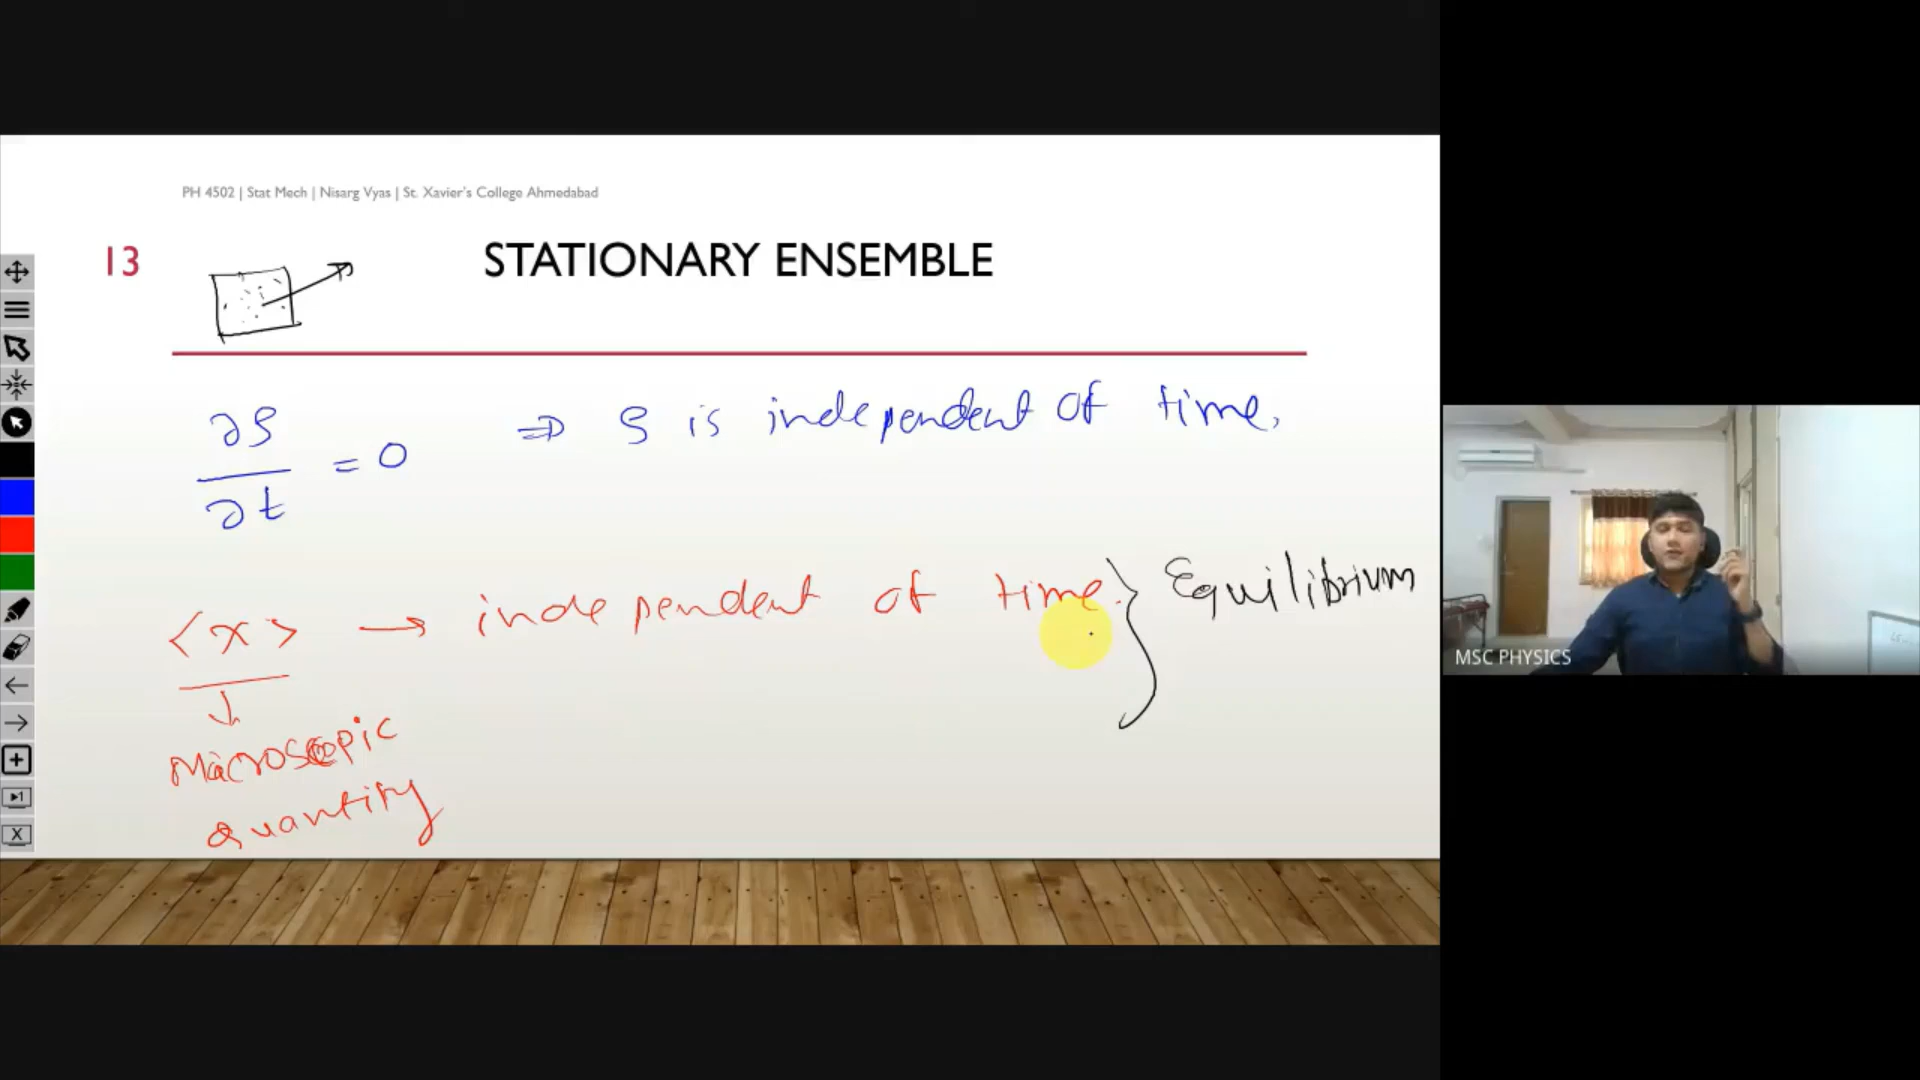 PH 4502 | Stat Mech | Nisarg Vyas | St. Xavier's College Ahmedabad
13
STATIONARY ENSEMBLE
∂ρ/∂t = 0 ⇒ ρ is independent of time.
<x> → independent of time. } Equilibrium
↓
Macroscopic
quantity
MSC PHYSICS